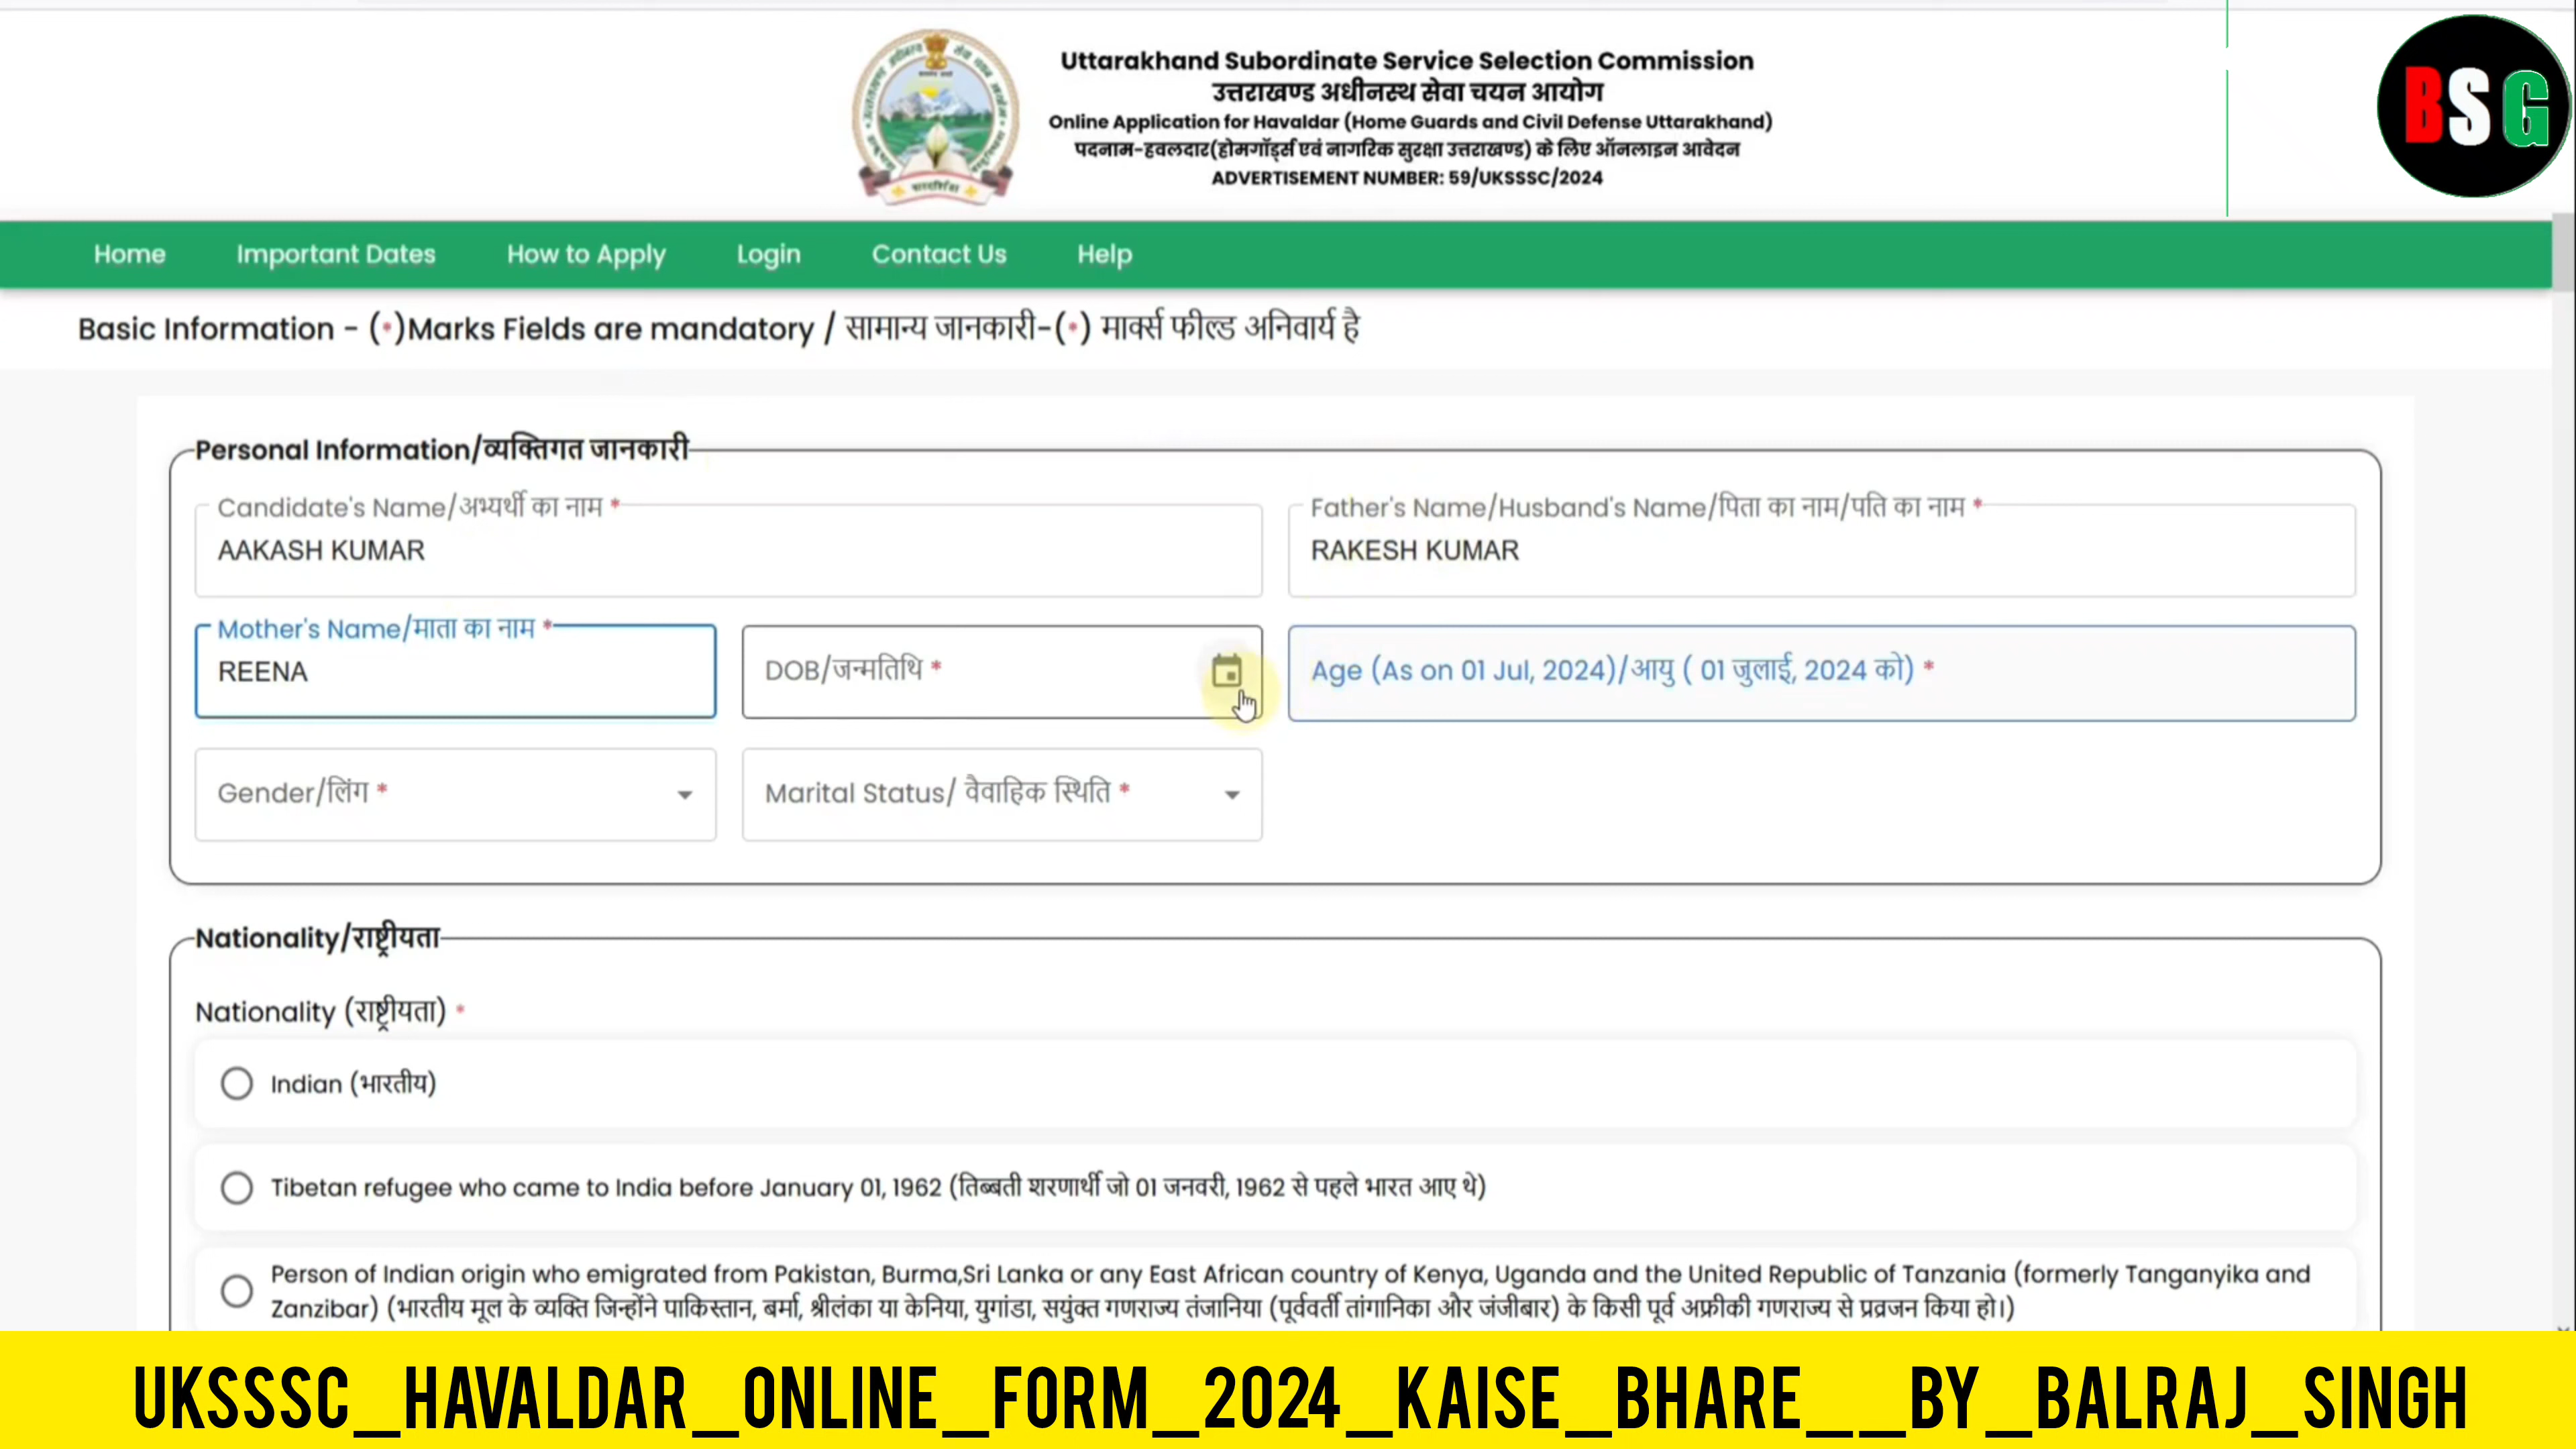 Uttarakhand Subordinate Service Selection Commission
उत्तराखण्ड अधीनस्थ सेवा चयन आयोग
Online Application for Havaldar (Home Guards and Civil Defense Uttarakhand)
पदनाम-हवलदार(होमगॉर्ड्स एवं नागरिक सुरक्षा उत्तराखण्ड) के लिए ऑनलाइन आवेदन
ADVERTISEMENT NUMBER: 59/UKSSSC/2024
BSG
Home Important Dates How to Apply Login Contact Us Help
Basic Information - (*)Marks Fields are mandatory / सामान्य जानकारी-(*) मार्क्स फील्ड अनिवार्य है
Personal Information/व्यक्तिगत जानकारी
Candidate's Name/अभ्यर्थी का नाम * Father's Name/Husband's Name/पिता का नाम/पति का नाम *
AAKASH KUMAR RAKESH KUMAR
Mother's Name/माता का नाम *
REENA
DOB/जन्मतिथि * Age (As on 01 Jul, 2024)/आयु ( 01 जुलाई, 2024 को) *
Gender/लिंग * Marital Status/ वैवाहिक स्थिति *
Nationality/राष्ट्रीयता
Nationality (राष्ट्रीयता) *
Indian (भारतीय)
Tibetan refugee who came to India before January 01, 1962 (तिब्बती शरणार्थी जो 01 जनवरी, 1962 से पहले भारत आए थे)
Person of Indian origin who emigrated from Pakistan, Burma,Sri Lanka or any East African country of Kenya, Uganda and the United Republic of Tanzania (formerly Tanganyika and
Zanzibar) (भारतीय मूल के व्यक्ति जिन्होंने पाकिस्तान, बर्मा, श्रीलंका या केनिया, युगांडा, सयुंक्त गणराज्य तंजानिया (पूर्ववर्ती तांगानिका और जंजीबार) के किसी पूर्व अफ्रीकी गणराज्य से प्रव्रजन किया हो।)
UKSSSC_HAVALDAR_ONLINE_FORM_2024_KAISE_BHARE__BY_BALRAJ_SINGH